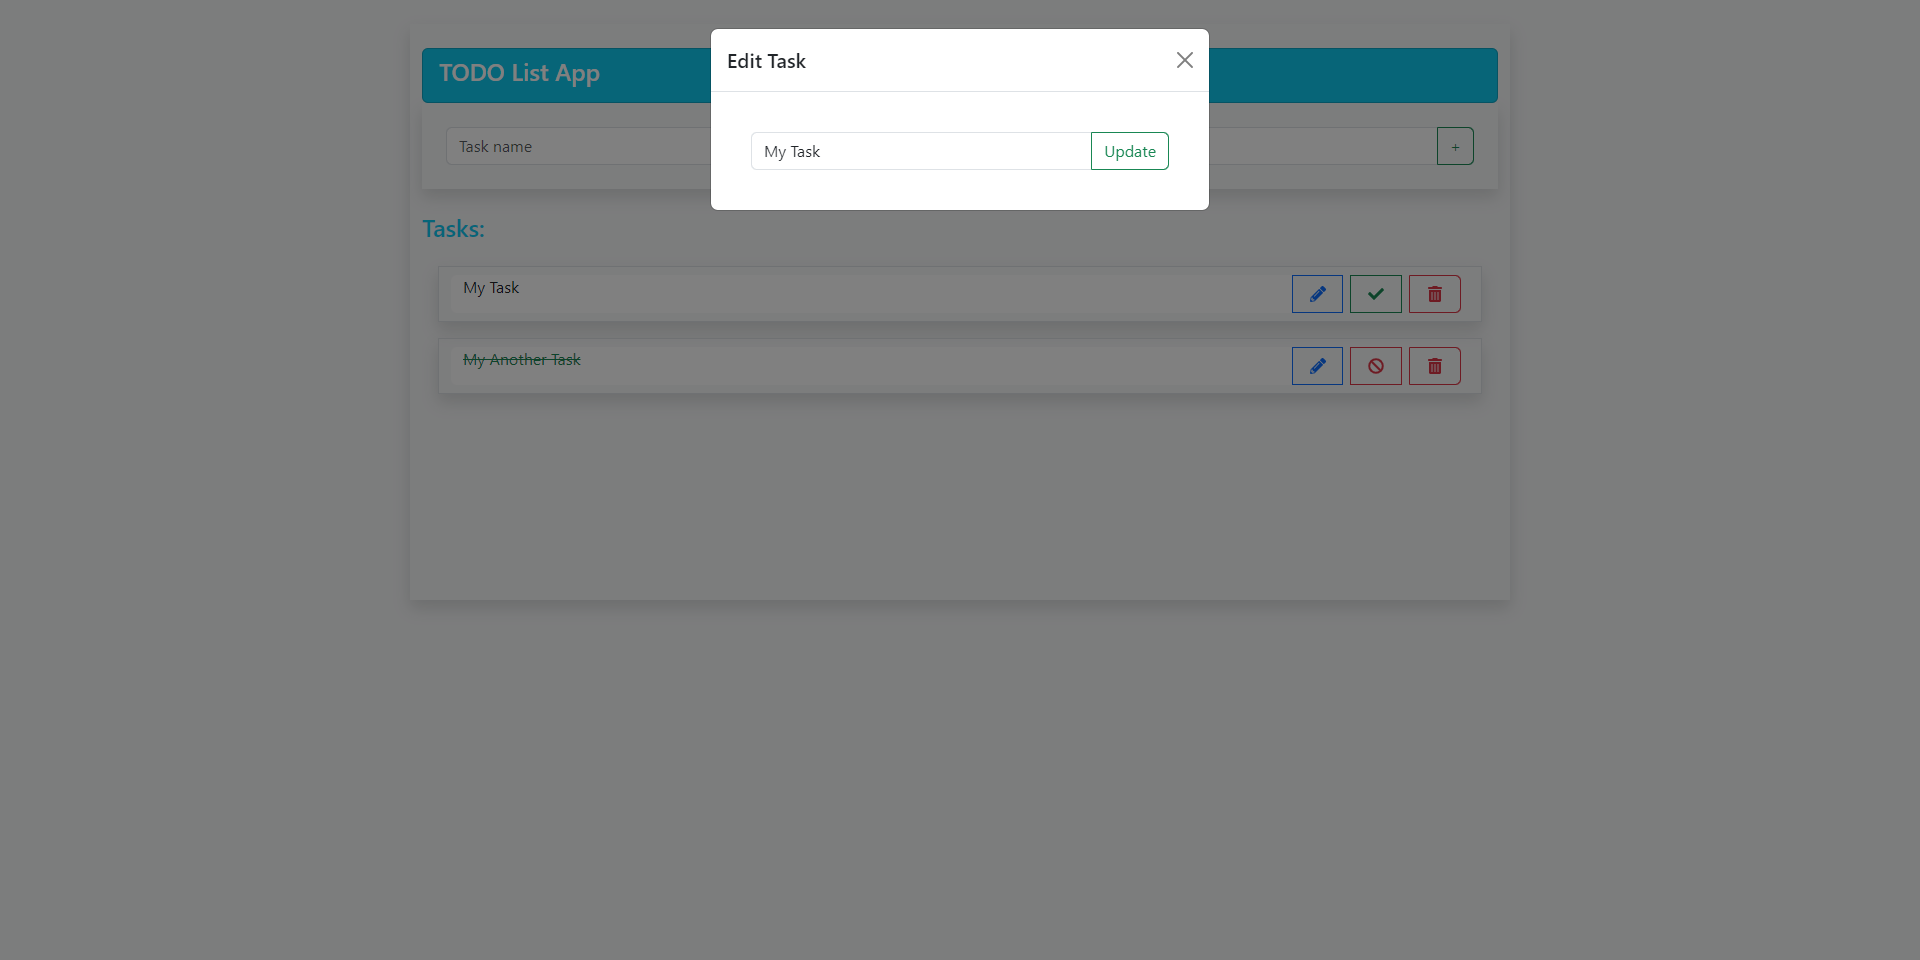 Edit Task
TODO List App
Task name
My Task
Update
+
Tasks:
My Task
My Another Task